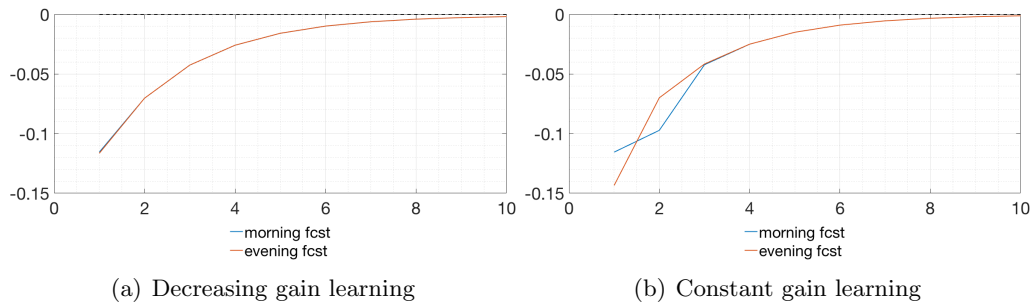 0
-0.05
-0.1
-0.15
0 2 4 6 8 10
morning fcst
evening fcst
(a) Decreasing gain learning
0
-0.05
-0.1
-0.15
0 2 4 6 8 10
morning fcst
evening fcst
(b) Constant gain learning